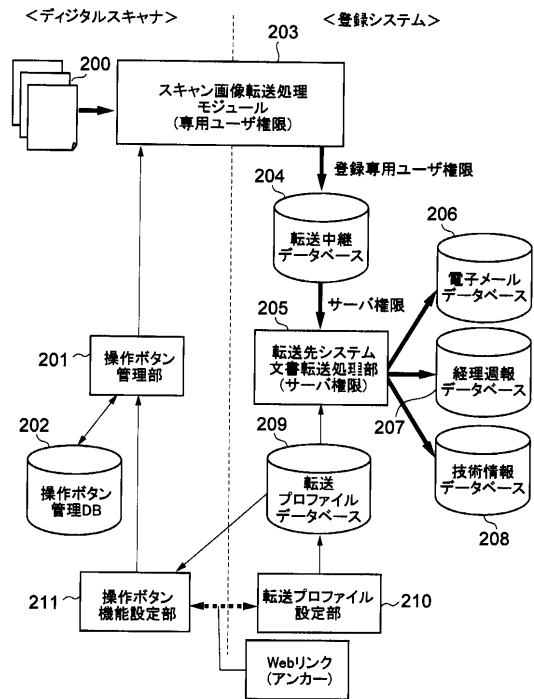 ＜ディジタルスキャナ＞
＜登録システム＞
203
200
スキャン画像転送処理
モジュール
(専用ユーザ権限)
登録専用ユーザ権限
204
転送中継
データベース
206
電子メール
データベース
サーバ権限
205
転送先システム
文書転送処理部
(サーバ権限)
201
操作ボタン
管理部
経理週報
データベース
207
202
操作ボタン
管理DB
209
転送
プロファイル
データベース
技術情報
データベース
208
211
操作ボタン
機能設定部
転送プロファイル
設定部
210
Webリンク
(アンカー)